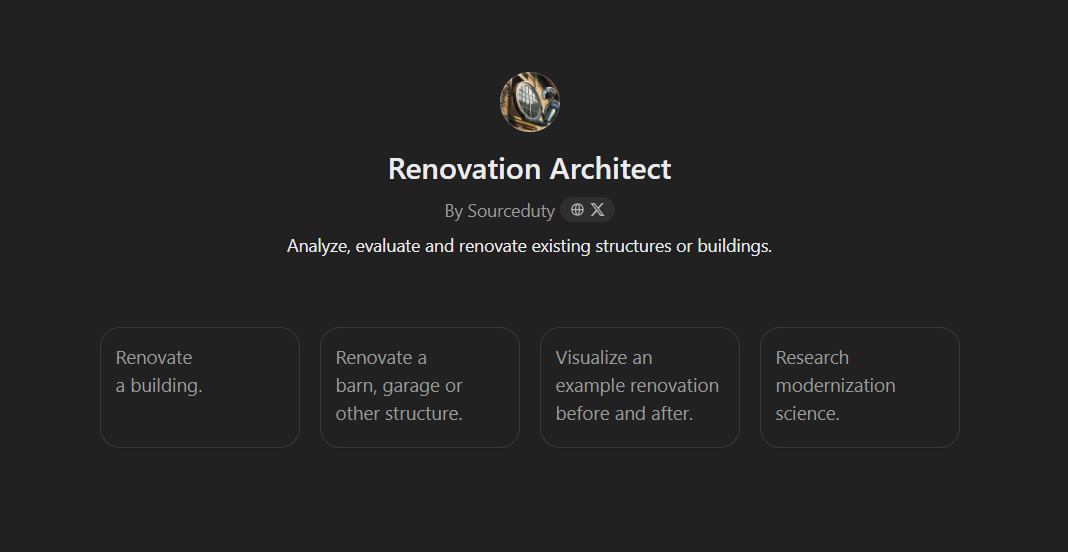 Renovation Architect
By Sourceduty
Analyze, evaluate and renovate existing structures or buildings.
Renovate
a building.
Renovate a
barn, garage or
other structure.
Visualize an
example renovation
before and after.
Research
modernization
science.